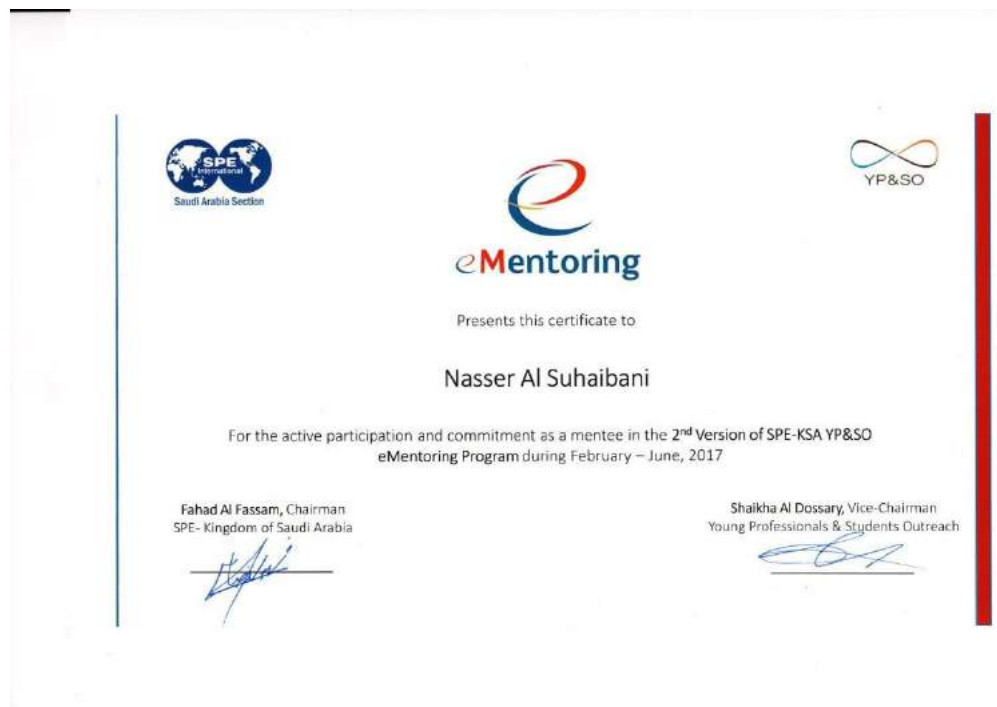 SPE
International
Saudi Arabia Section
YP&SO
eMentoring
Presents this certificate to
Nasser Al Suhaibani
For the active participation and commitment as a mentee in the 2nd Version of SPE-KSA YP&SO
eMentoring Program during February – June, 2017
Fahad Al Fassam, Chairman
SPE- Kingdom of Saudi Arabia
Shaikha Al Dossary, Vice-Chairman
Young Professionals & Students Outreach